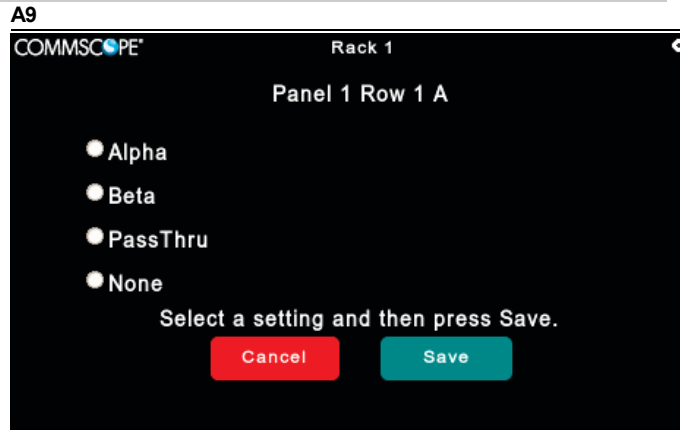 A9
COMMSCOPE®
Rack 1
Panel 1 Row 1 A
Alpha
Beta
PassThru
None
Select a setting and then press Save.
Cancel
Save